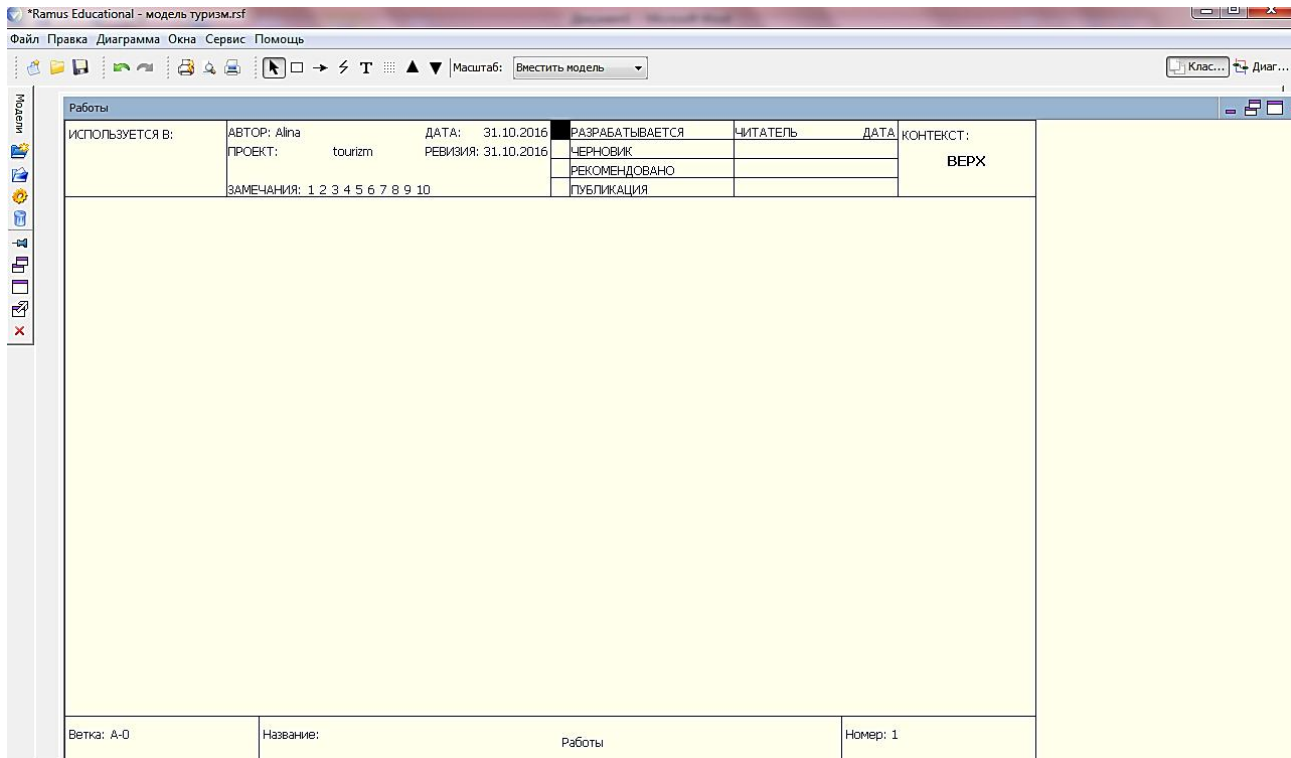 *Ramus Educational - модель туризм.rsf
Файл Правка Диаграмма Окна Сервис Помощь
Масштаб: Вместить модель Клас... Диаг...
Модели
Работы
ИСПОЛЬЗУЕТСЯ В: АВТОР: Alina ДАТА: 31.10.2016 РАЗРАБАТЫВАЕТСЯ ЧИТАТЕЛЬ ДАТА КОНТЕКСТ:
ПРОЕКТ: tourizm РЕВИЗИЯ: 31.10.2016 ЧЕРНОВИК
ВЕРХ
РЕКОМЕНДОВАНО
ЗАМЕЧАНИЯ: 1 2 3 4 5 6 7 8 9 10 ПУБЛИКАЦИЯ
Ветка: A-0 Название: Работы Номер: 1